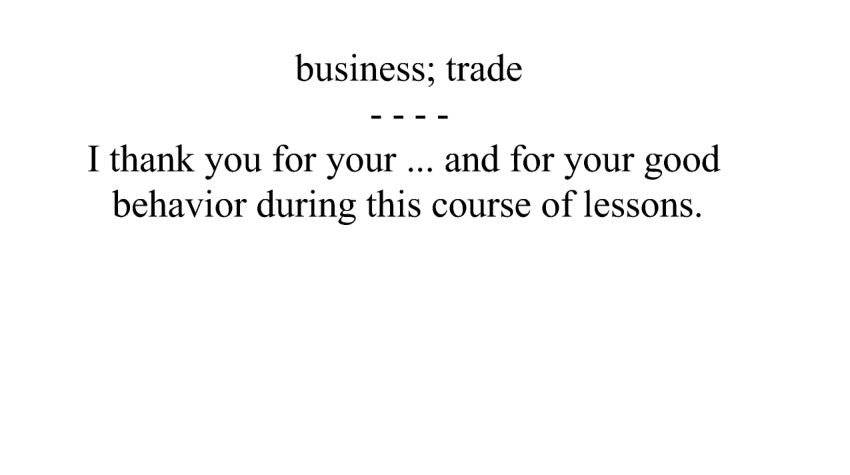 business; trade
- - - -
I thank you for your ... and for your good
behavior during this course of lessons.